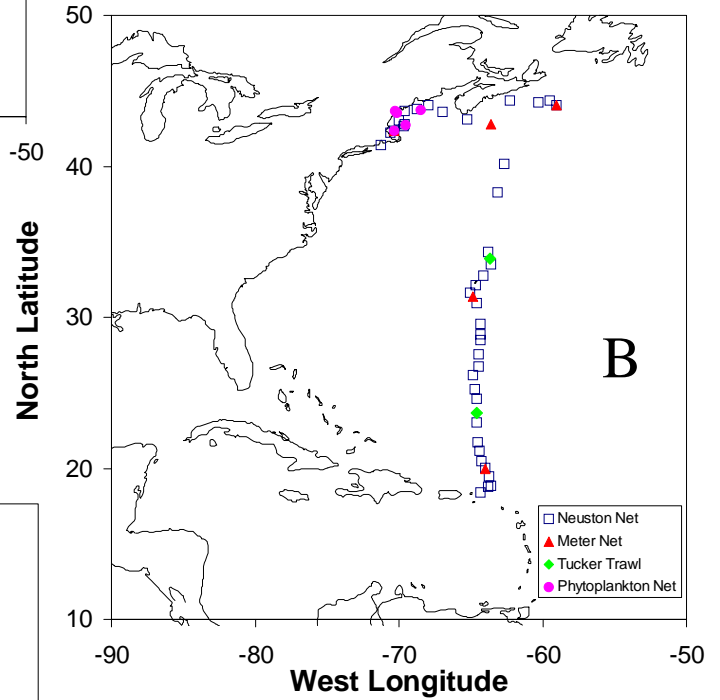 50
-50
40
North Latitude
30
B
20
Neuston Net
Meter Net
Tucker Trawl
Phytoplankton Net
10
-90
-80
-70
-60
-50
West Longitude